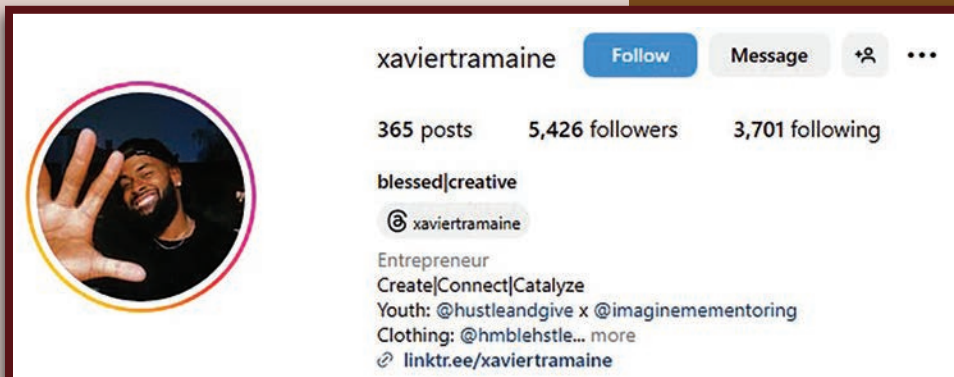 xaviertramaine Follow Message
365 posts 5,426 followers 3,701 following
blessed|creative
xaviertramaine
Entrepreneur
Create|Connect|Catalyze
Youth: @hustleandgive x @imaginemementoring
Clothing: @hmblehstle... more
linktr.ee/xaviertramaine